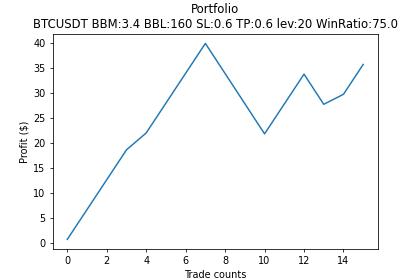 Portfolio
BTCUSDT BBM:3.4 BBL:160 SL:0.6 TP:0.6 lev:20 WinRatio:75.0
40
35
30
25
20
15
10
5
0
Profit ($)
0 2 4 6 8 10 12 14
Trade counts